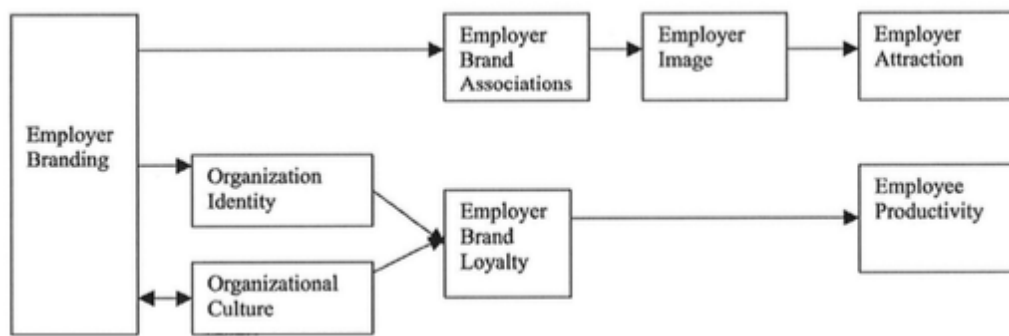 Employer
Branding
Employer
Brand
Associations
Employer
Image
Employer
Attraction
Organization
Identity
Organizational
Culture
Employer
Brand
Loyalty
Employee
Productivity